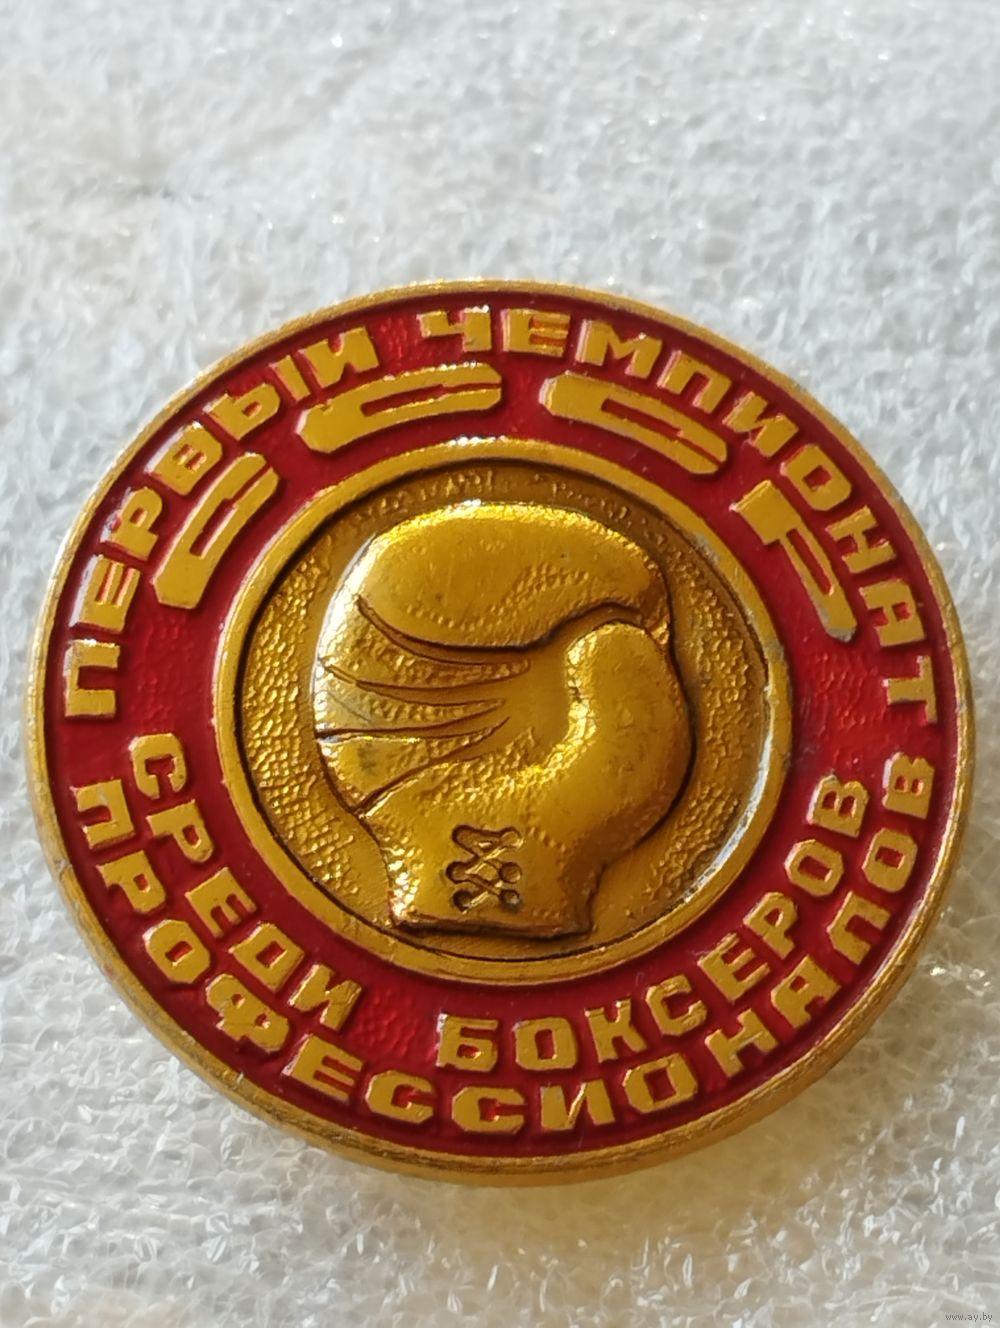 ПЕРВЫЙ ЧЕМПИОНАТ
СССР
СРЕДИ БОКСЕРОВ
ПРОФЕССИОНАЛОВ
www.ay.by